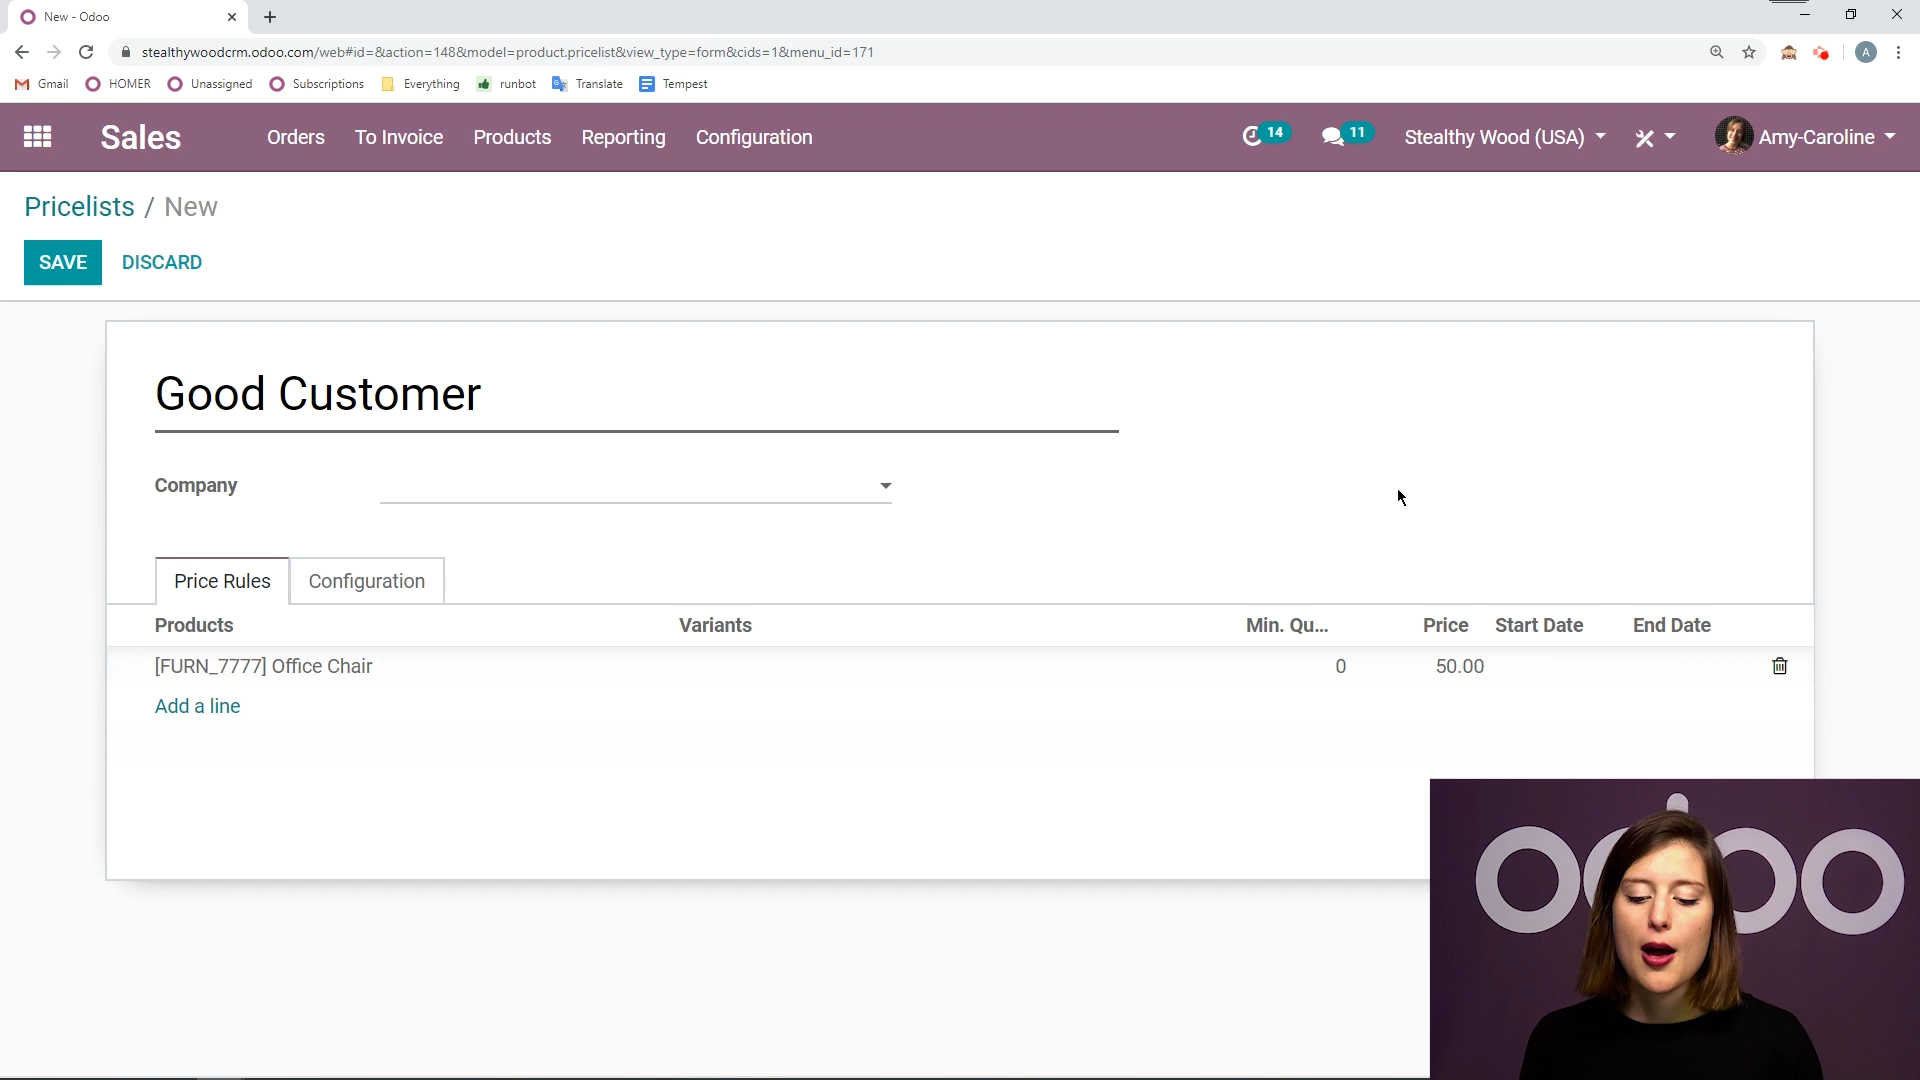 New - Odoo
stealthywoodcrm.odoo.com/web#id=&action=148&model=product.pricelist&view_type=form&cids=1&menu_id=171
A
Gmail HOMER Unassigned Subscriptions Everything runbot Translate Tempest
Sales Orders To Invoice Products Reporting Configuration 14 11 Stealthy Wood (USA) Amy-Caroline
Pricelists / New
SAVE DISCARD
Good Customer
Company
Price Rules Configuration
Products Variants Min. Qu... Price Start Date End Date
[FURN_7777] Office Chair 0 50.00
Add a line
odoo